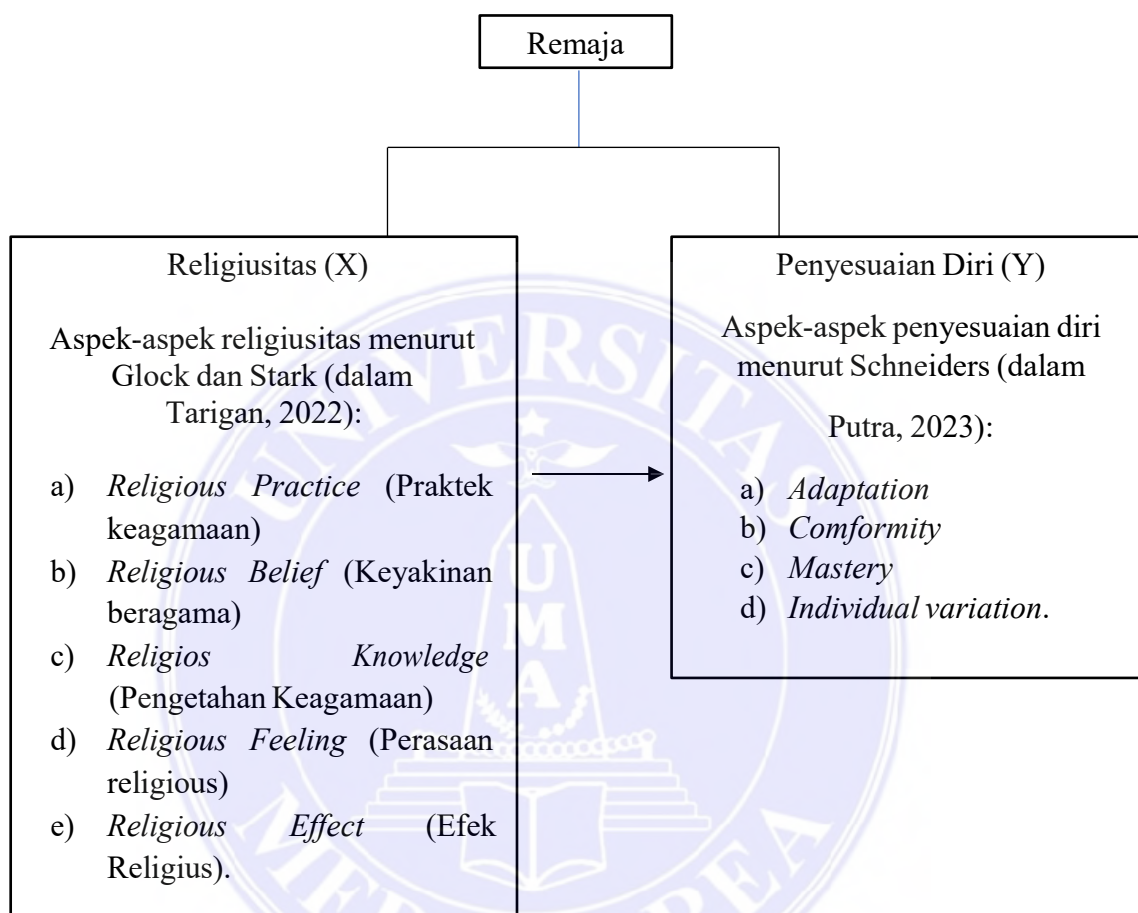 Remaja
Religiusitas (X)
Aspek-aspek religiusitas menurut
Glock dan Stark (dalam
Tarigan, 2022):
a) Religious Practice (Praktek
keagamaan)
b) Religious Belief (Keyakinan
beragama)
c) Religios Knowledge
(Pengetahan Keagamaan)
d) Religious Feeling (Perasaan
religious)
e) Religious Effect (Efek
Religius).
Penyesuaian Diri (Y)
Aspek-aspek penyesuaian diri
menurut Schneiders (dalam
Putra, 2023):
a) Adaptation
b) Comformity
c) Mastery
d) Individual variation.
UNIVERSITAS
UMA